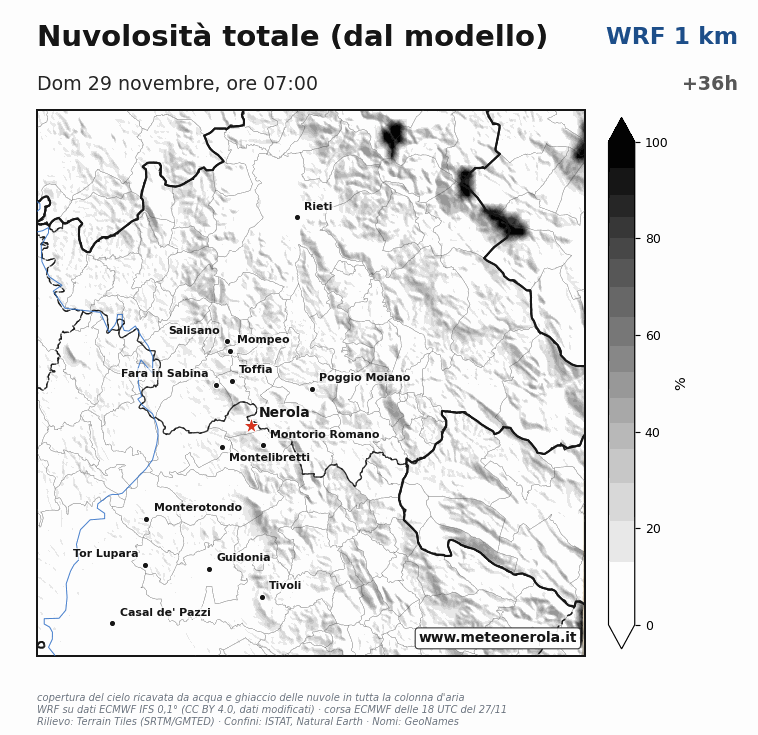 Nuvolosità totale (dal modello)
WRF 1 km
Dom 29 novembre, ore 07:00
+36h
100
80
60
40
20
0
%
Rieti
Salisano
Mompeo
Fara in Sabina
Toffia
Poggio Moiano
Nerola
Montorio Romano
Montelibretti
Monterotondo
Tor Lupara
Guidonia
Tivoli
Casal de' Pazzi
www.meteonerola.it
copertura del cielo ricavata da acqua e ghiaccio delle nuvole in tutta la colonna d'aria
WRF su dati ECMWF IFS 0,1° (CC BY 4.0, dati modificati) · corsa ECMWF delle 18 UTC del 27/11
Rilievo: Terrain Tiles (SRTM/GMTED) · Confini: ISTAT, Natural Earth · Nomi: GeoNames